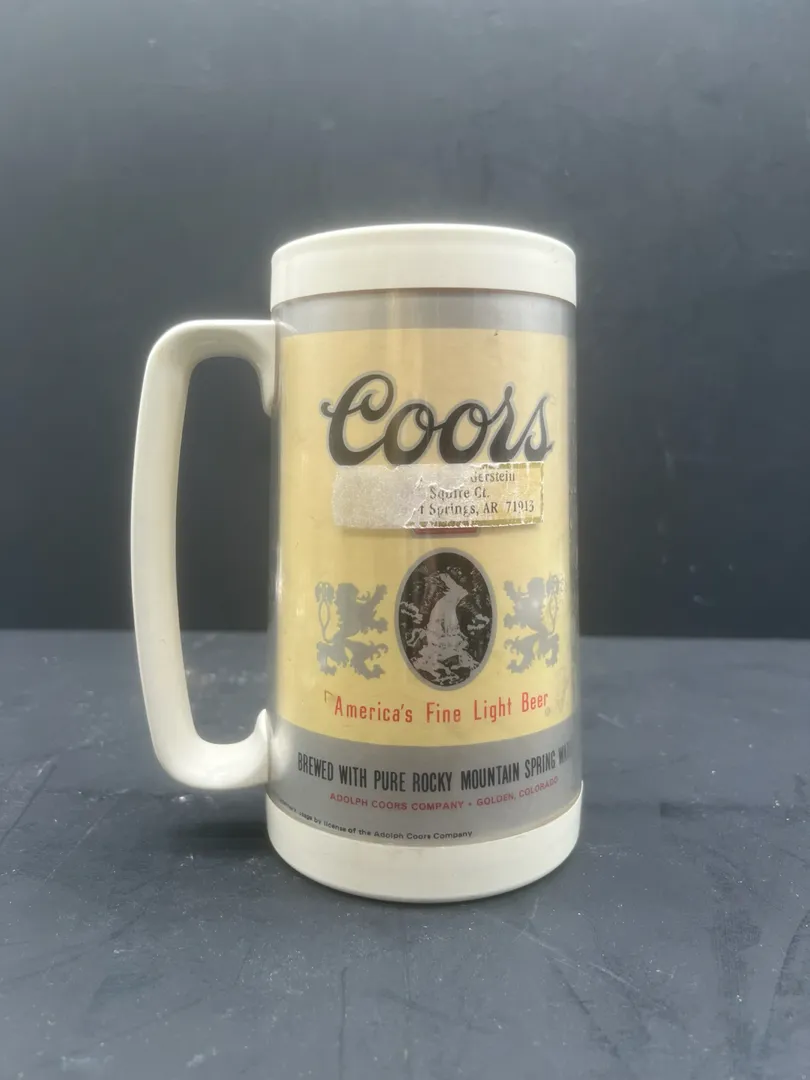 Coors
Squire Ct.
Springs, AR 71913
America's Fine Light Beer
BREWED WITH PURE ROCKY MOUNTAIN SPRING
ADOLPH COORS COMPANY • GOLDEN, COLORADO
by license of the Adolph Coors Company